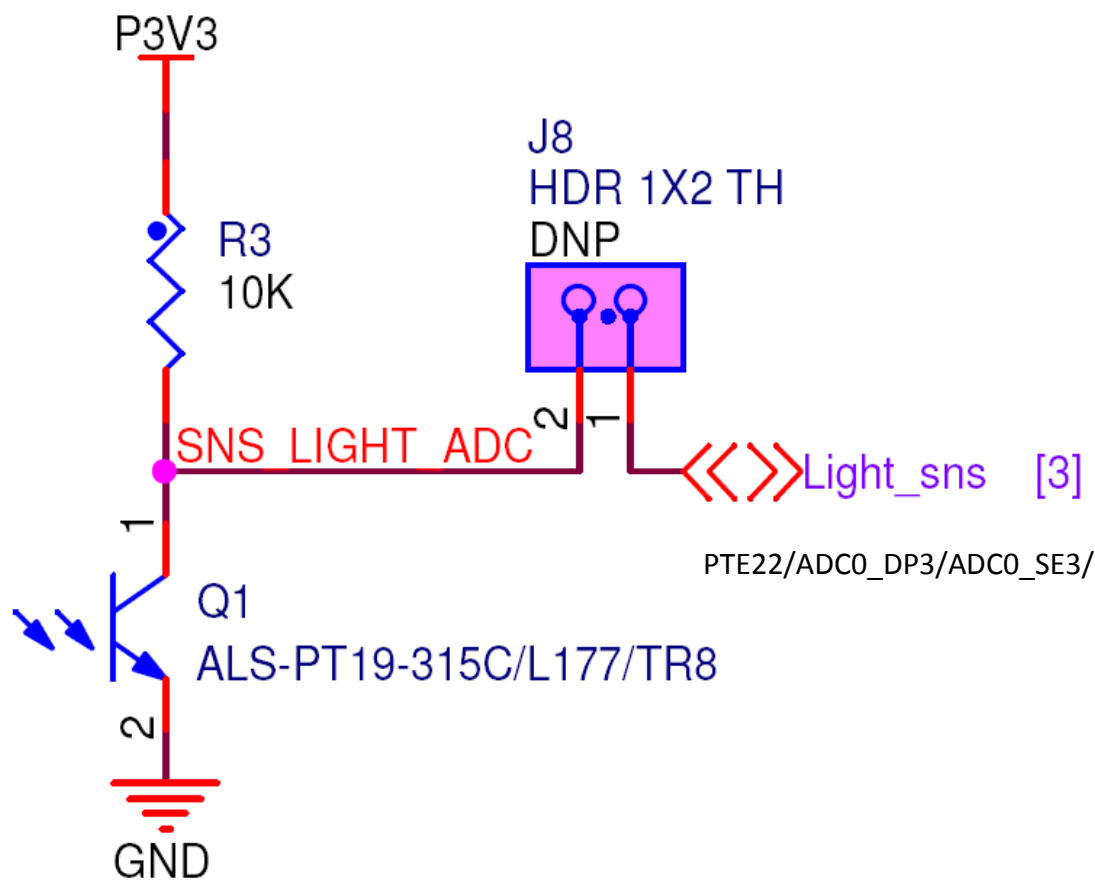 P3V3
J8
HDR 1X2 TH
DNP
R3
10K
2
1
SNS_LIGHT_ADC
Light_sns [3]
1
PTE22/ADC0_DP3/ADC0_SE3/
Q1
ALS-PT19-315C/L177/TR8
2
GND